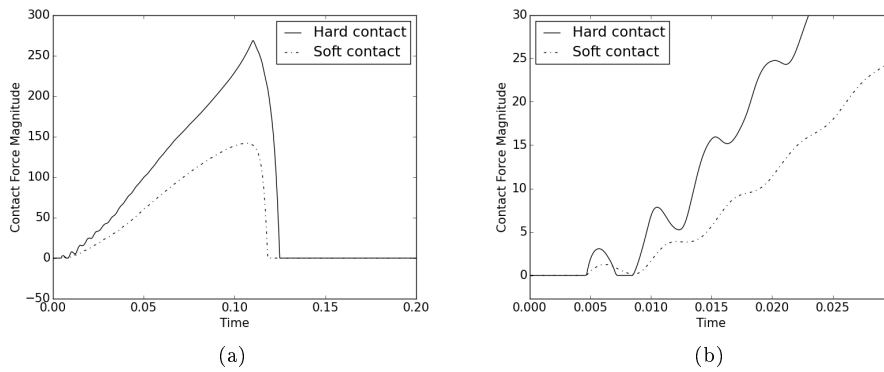 300
250
200
150
100
50
0
−50
0.00 0.05 0.10 0.15 0.20
Contact Force Magnitude
Time
Hard contact
Soft contact
(a)
30
25
20
15
10
5
0
0.000 0.005 0.010 0.015 0.020 0.025
Contact Force Magnitude
Time
Hard contact
Soft contact
(b)